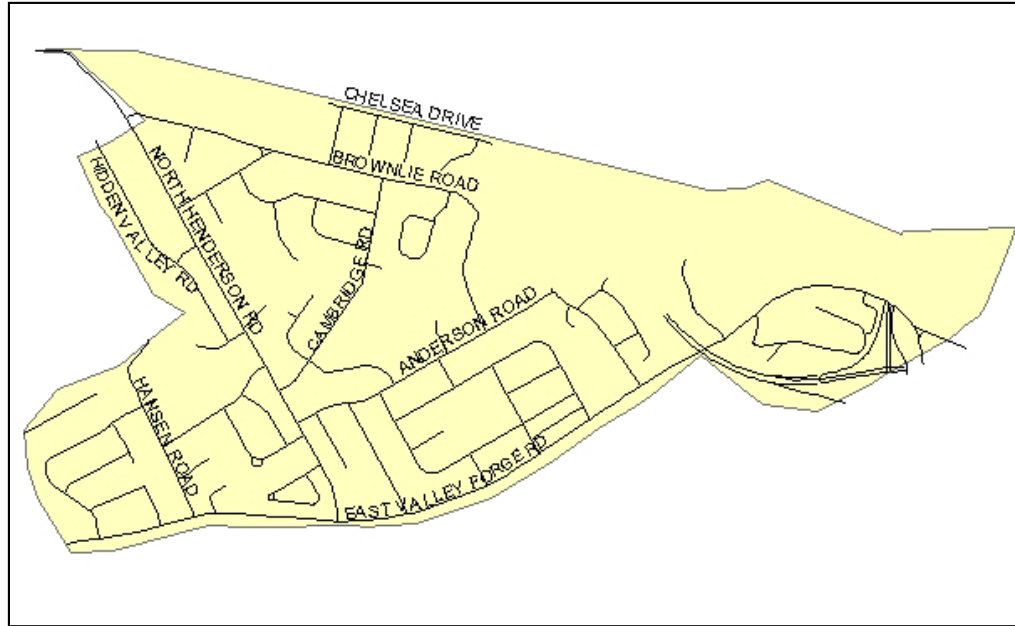 CHELSEA DRIVE
BROWNLIE ROAD
NORTH HENDERSON RD
HIDDEN VALLEY RD
CAMBRIDGE RD
ANDERSON ROAD
HANSEN ROAD
EAST VALLEY FORGE RD